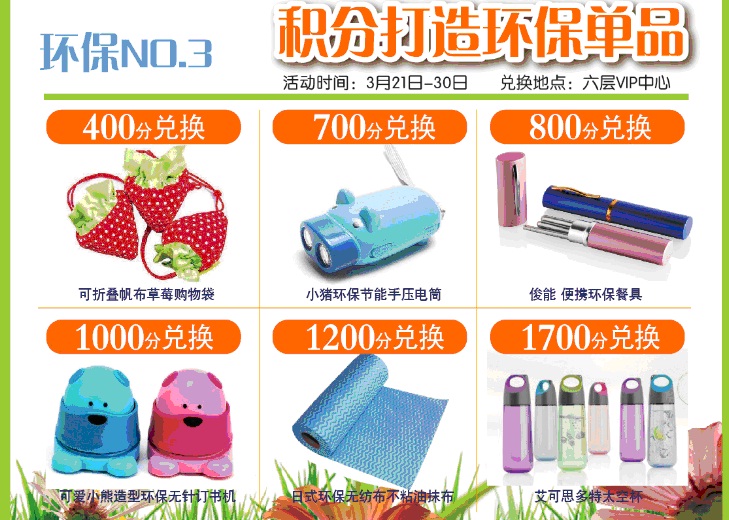 环保NO.3
积分打造环保单品
活动时间：3月21日-30日 兑换地点：六层VIP中心
400分兑换
700分兑换
800分兑换
可折叠帆布草莓购物袋
小猪环保节能手压电筒
俊能 便携环保餐具
1000分兑换
1200分兑换
1700分兑换
可爱小熊造型环保无针订书机
日式环保无纺布不粘油抹布
艾可思多特太空杯